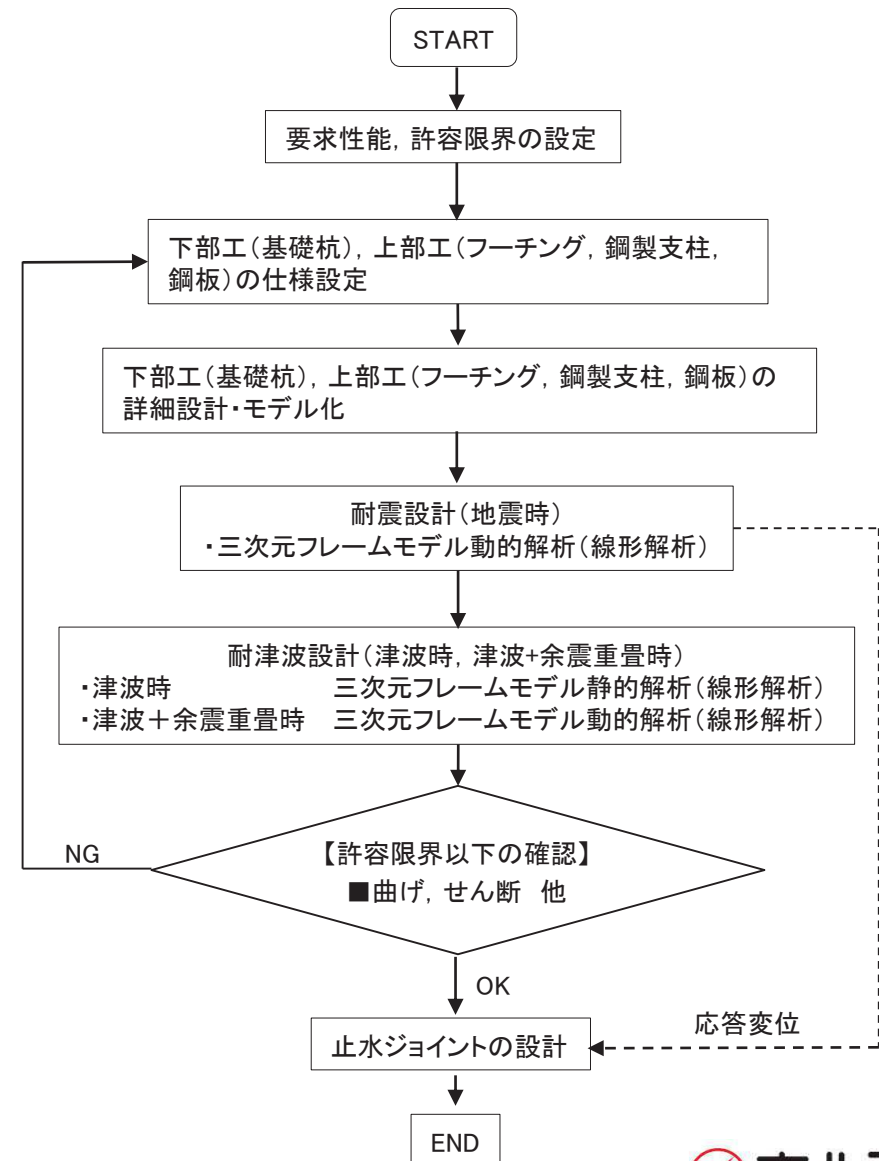 START
要求性能，許容限界の設定
下部工（基礎杭），上部工（フーチング，鋼製支柱，
鋼板）の仕様設定
下部工（基礎杭），上部工（フーチング，鋼製支柱，鋼板）の
詳細設計・モデル化
耐震設計（地震時）
・三次元フレームモデル動的解析（線形解析）
耐津波設計（津波時，津波+余震重畳時）
・津波時　三次元フレームモデル静的解析（線形解析）
・津波＋余震重畳時　三次元フレームモデル動的解析（線形解析）
NG
【許容限界以下の確認】
■曲げ，せん断　他
OK
応答変位
止水ジョイントの設計
END